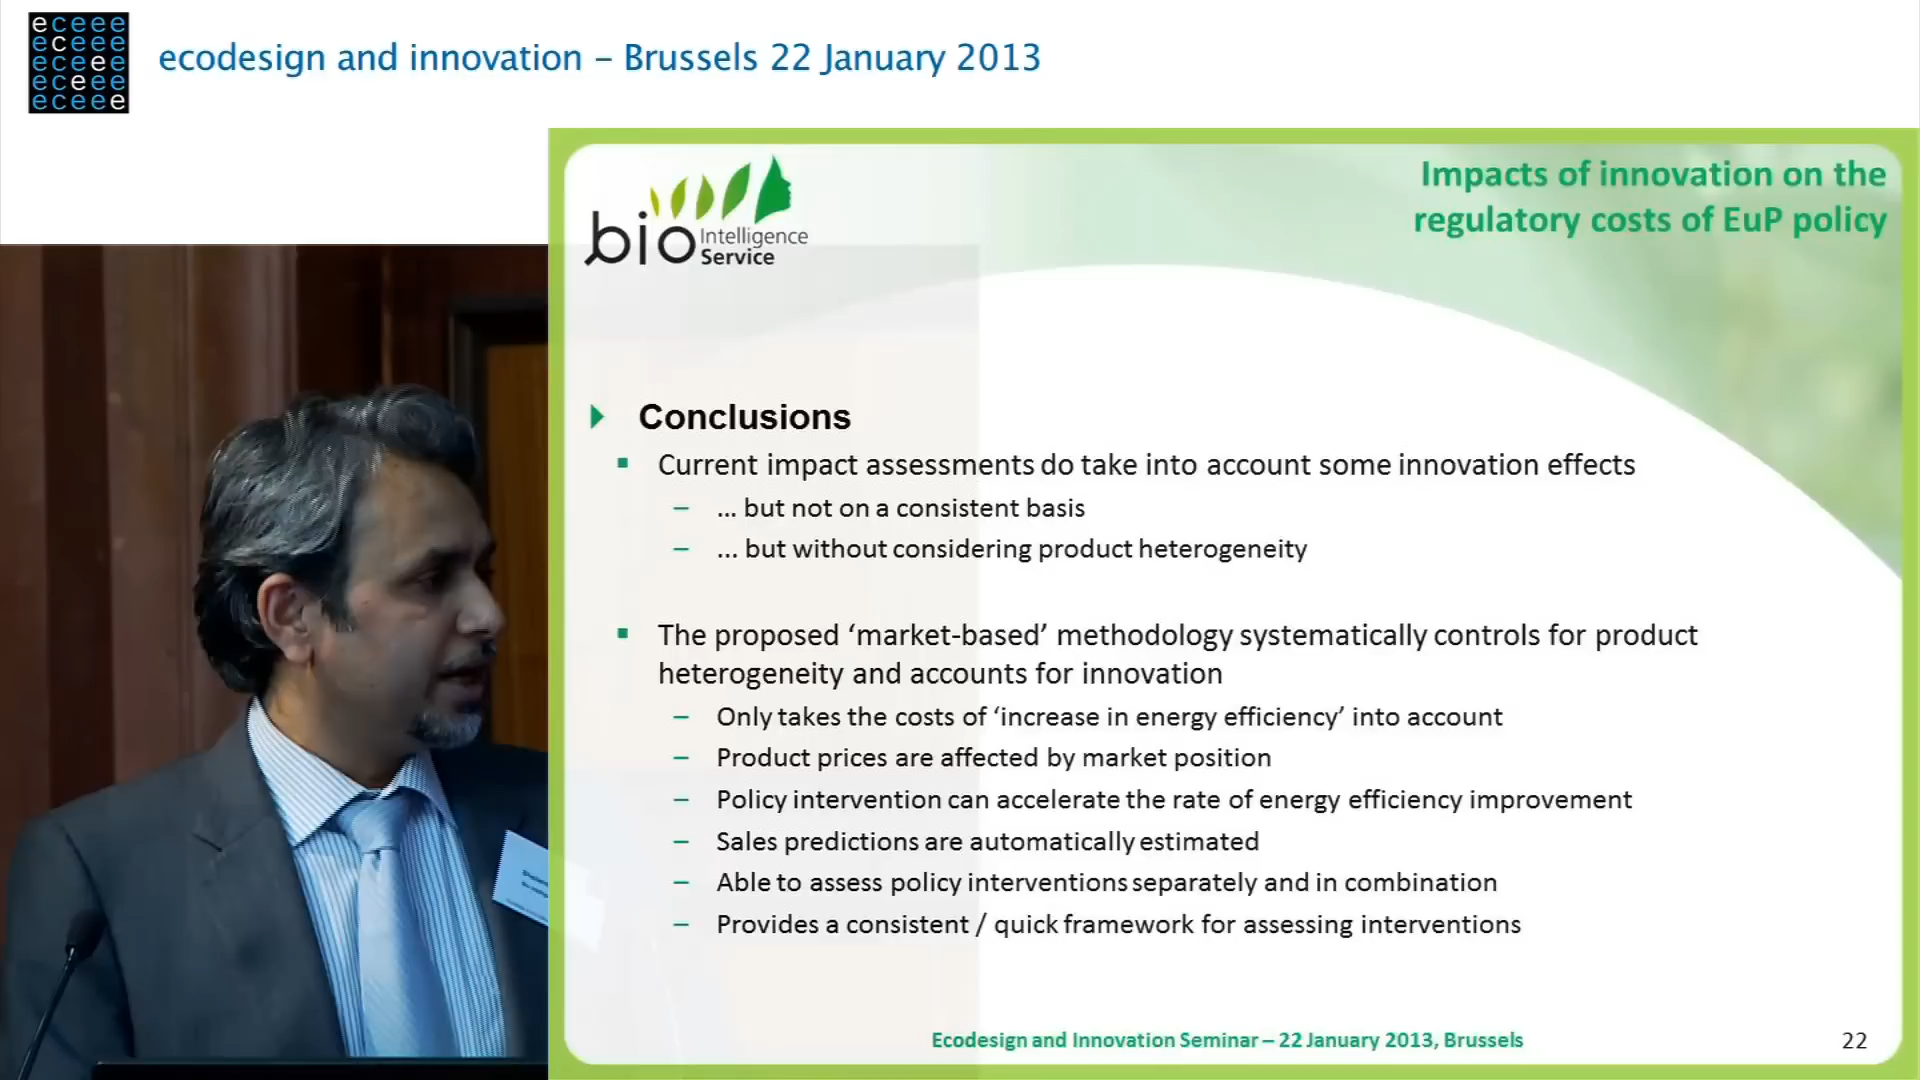 eceee
eceee
eceee
eceee
eceee
ecodesign and innovation – Brussels 22 January 2013
bio Intelligence Service
Impacts of innovation on the
regulatory costs of EuP policy
Conclusions
Current impact assessments do take into account some innovation effects
– ... but not on a consistent basis
– ... but without considering product heterogeneity
The proposed ‘market-based’ methodology systematically controls for product
heterogeneity and accounts for innovation
– Only takes the costs of ‘increase in energy efficiency’ into account
– Product prices are affected by market position
– Policy intervention can accelerate the rate of energy efficiency improvement
– Sales predictions are automatically estimated
– Able to assess policy interventions separately and in combination
– Provides a consistent / quick framework for assessing interventions
Ecodesign and Innovation Seminar – 22 January 2013, Brussels
22